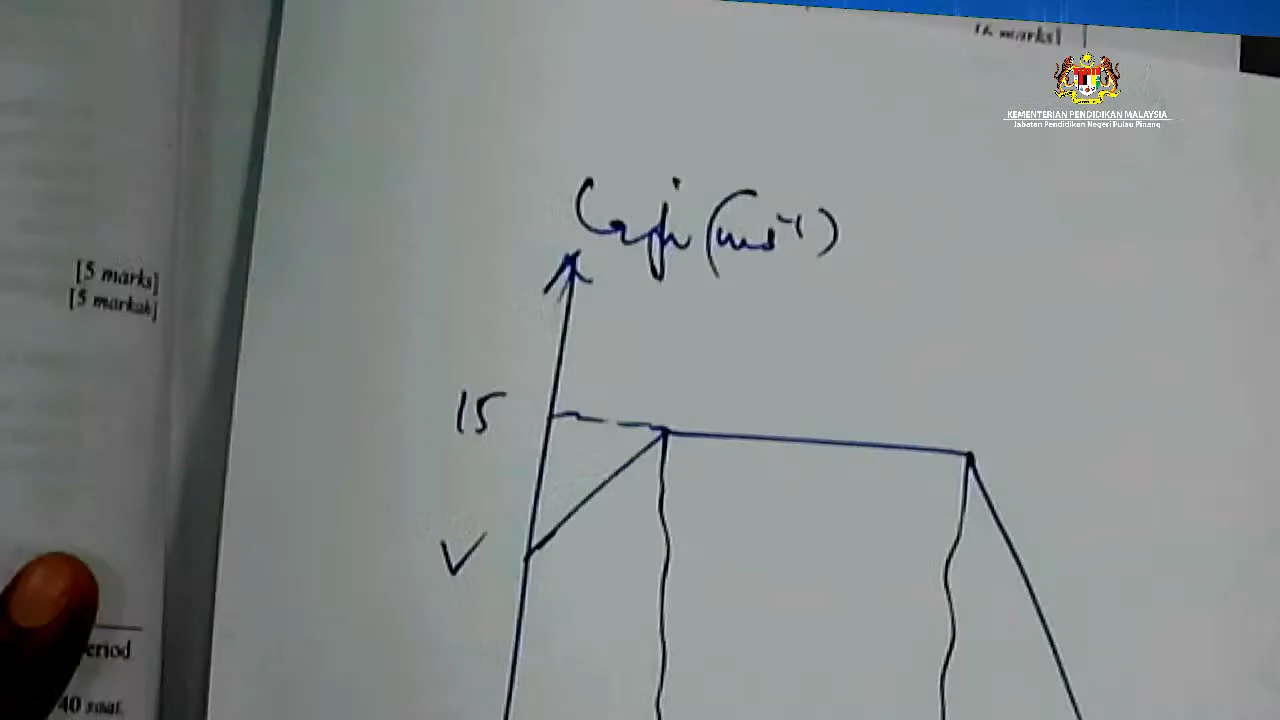 [6 marks]
KEMENTERIAN PENDIDIKAN MALAYSIA
Jabatan Pendidikan Negeri Pulau Pinang
Laju (ms⁻¹)
[5 marks]
[5 markah]
15
V
eriod
40 saat.